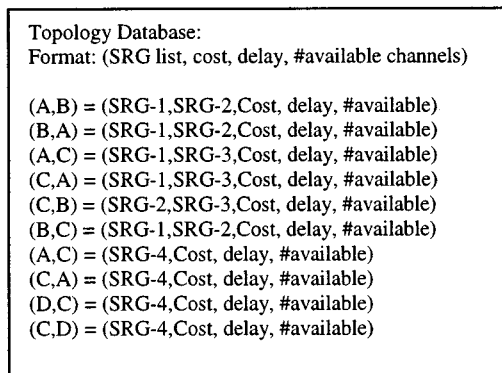 Topology Database:
Format: (SRG list, cost, delay, #available channels)
(A,B) = (SRG-1,SRG-2,Cost, delay, #available)
(B,A) = (SRG-1,SRG-2,Cost, delay, #available)
(A,C) = (SRG-1,SRG-3,Cost, delay, #available)
(C,A) = (SRG-1,SRG-3,Cost, delay, #available)
(C,B) = (SRG-2,SRG-3,Cost, delay, #available)
(B,C) = (SRG-1,SRG-2,Cost, delay, #available)
(A,C) = (SRG-4,Cost, delay, #available)
(C,A) = (SRG-4,Cost, delay, #available)
(D,C) = (SRG-4,Cost, delay, #available)
(C,D) = (SRG-4,Cost, delay, #available)